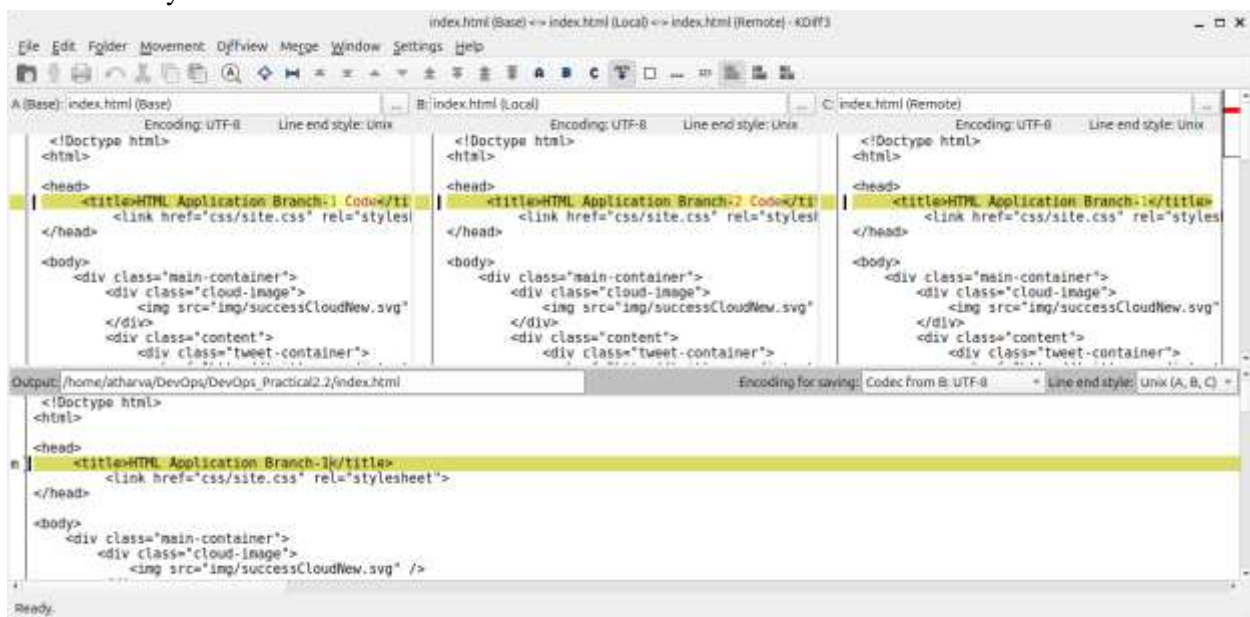 index.html (Base) <-> index.html (Local) <-> index.html (Remote) - KDiff3
File Edit Folder Movement Diffview Merge Window Settings Help
A B C
A (Base): index.html (Base) ... B: index.html (Local) ... C: index.html (Remote) ...
Encoding: UTF-8 Line end style: Unix Encoding: UTF-8 Line end style: Unix Encoding: UTF-8 Line end style: Unix
<!Doctype html>
<html>
<head>
<title>HTML Application Branch-1 Code</ti
<link href="css/site.css" rel="stylesl
</head>
<body>
<div class="main-container">
<div class="cloud-image">
<img src="img/successCloudNew.svg"
</div>
<div class="content">
<div class="tweet-container">
<!Doctype html>
<html>
<head>
<title>HTML Application Branch-2 Code</ti
<link href="css/site.css" rel="stylesl
</head>
<body>
<div class="main-container">
<div class="cloud-image">
<img src="img/successCloudNew.svg"
</div>
<div class="content">
<div class="tweet-container">
<!Doctype html>
<html>
<head>
<title>HTML Application Branch-1</title>
<link href="css/site.css" rel="stylesl
</head>
<body>
<div class="main-container">
<div class="cloud-image">
<img src="img/successCloudNew.svg"
</div>
<div class="content">
<div class="tweet-container">
Output: /home/atharva/DevOps/DevOps_Practical2.2/index.html Encoding for saving: Codec from B: UTF-8 Line end style: Unix (A, B, C)
<!Doctype html>
<html>
<head>
m <title>HTML Application Branch-1</title>
<link href="css/site.css" rel="stylesheet">
</head>
<body>
<div class="main-container">
<div class="cloud-image">
<img src="img/successCloudNew.svg" />
Ready.